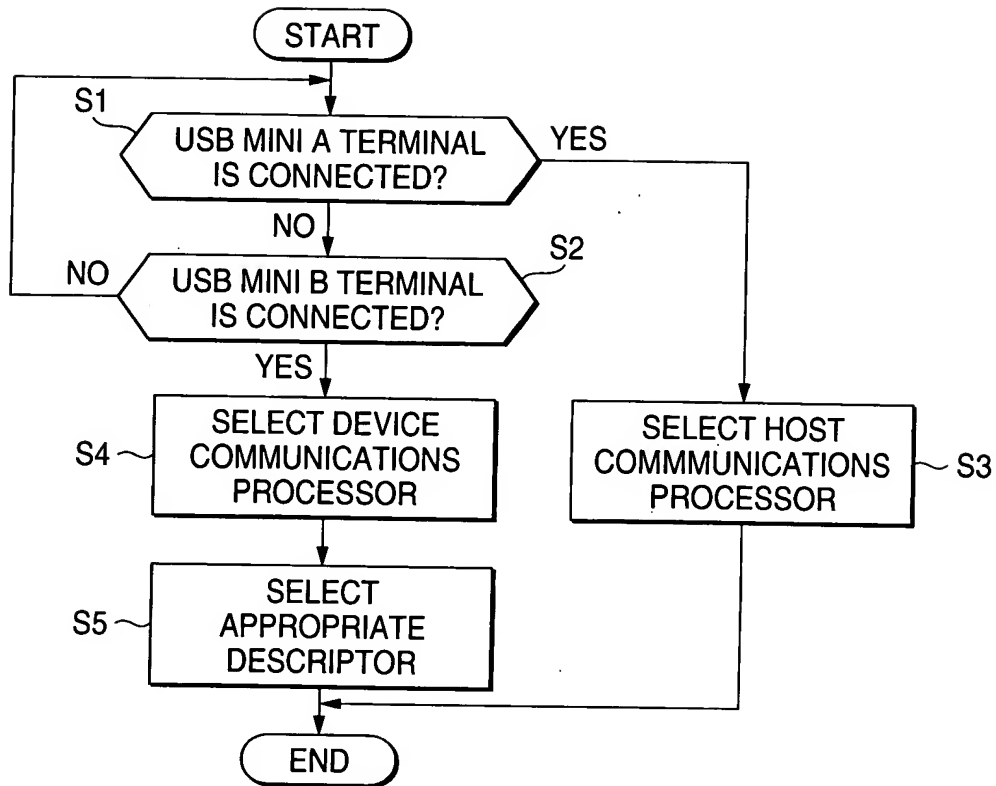 START
S1
USB MINI A TERMINAL
IS CONNECTED?
YES
NO
S2
NO
USB MINI B TERMINAL
IS CONNECTED?
YES
S4
SELECT DEVICE
COMMUNICATIONS
PROCESSOR
SELECT HOST
COMMMUNICATIONS
PROCESSOR
S3
S5
SELECT
APPROPRIATE
DESCRIPTOR
END